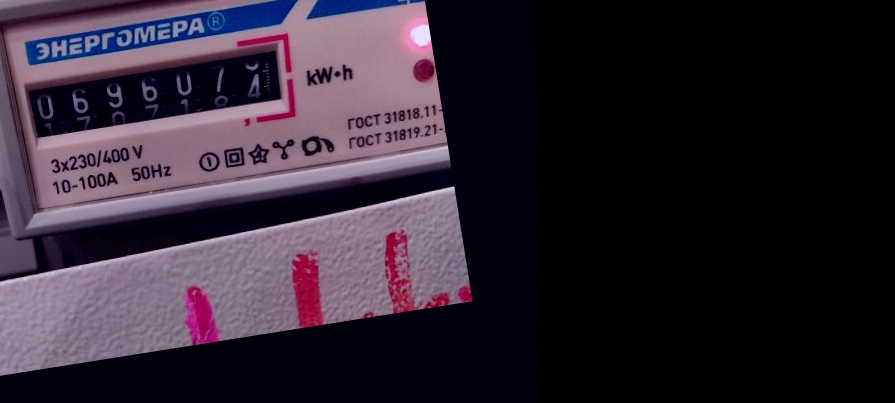 ЭНЕРГОМЕРА®
0696074
kW·h
ГОСТ 31818.11-
ГОСТ 31819.21-
3x230/400 V
10-100A 50Hz